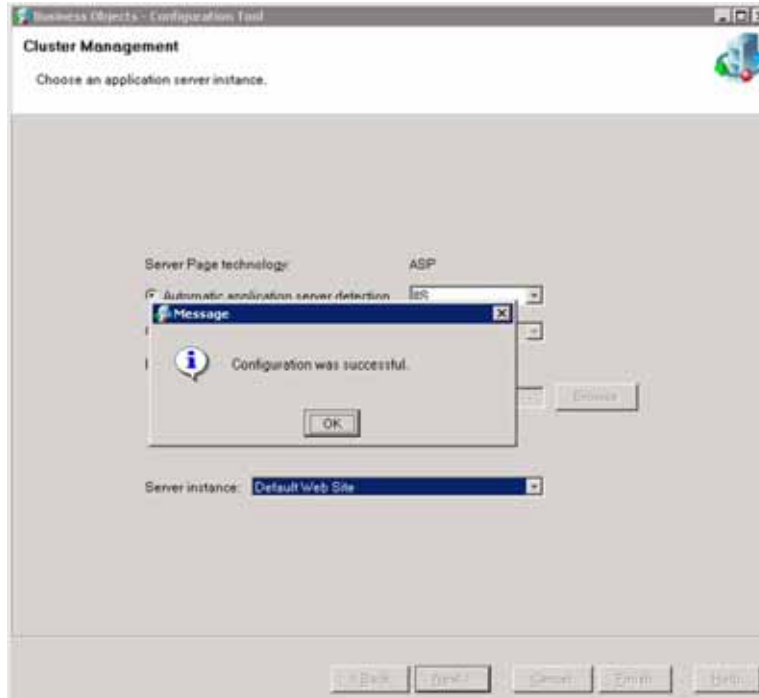 Business Objects - Configuration Tool
Cluster Management
Choose an application server instance.
Server Page technology: ASP
Automatic application server detection IIS
Message
Configuration was successful.
OK
Browse
Server instance: Default Web Site
< Back Next > Cancel Finish Help